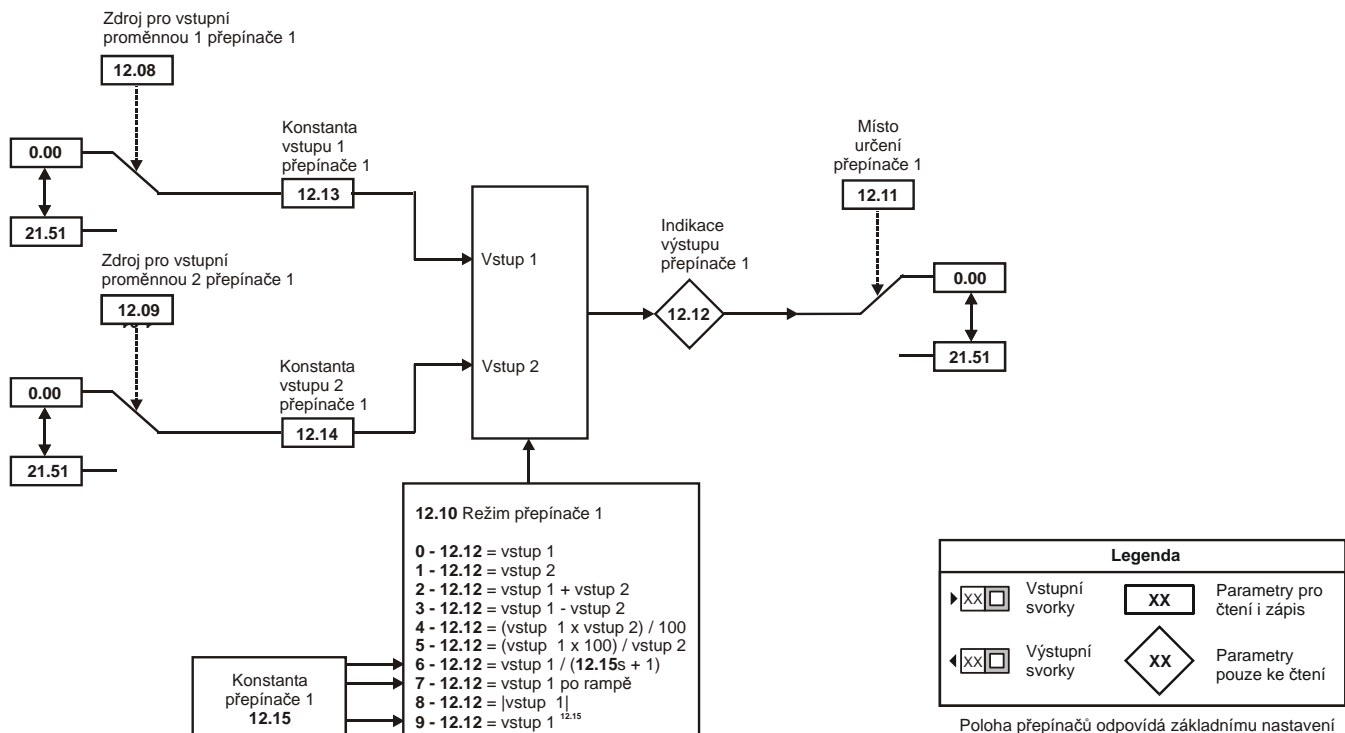 Zdroj pro vstupní
proměnnou 1 přepínače 1
12.08
0.00
21.51
Konstanta
vstupu 1
přepínače 1
12.13
Zdroj pro vstupní
proměnnou 2 přepínače 1
12.09
0.00
21.51
Konstanta
vstupu 2
přepínače 1
12.14
Vstup 1
Vstup 2
Indikace
výstupu
přepínače 1
12.12
Místo
určení
přepínače 1
12.11
0.00
21.51
12.10 Režim přepínače 1
0 - 12.12 = vstup 1
1 - 12.12 = vstup 2
2 - 12.12 = vstup 1 + vstup 2
3 - 12.12 = vstup 1 - vstup 2
4 - 12.12 = (vstup 1 x vstup 2) / 100
5 - 12.12 = (vstup 1 x 100) / vstup 2
6 - 12.12 = vstup 1 / (12.15s + 1)
7 - 12.12 = vstup 1 po rampě
8 - 12.12 = |vstup 1|
9 - 12.12 = vstup 1 12.15
Konstanta
přepínače 1
12.15
Legenda
XX Vstupní
svorky
XX Parametry pro
čtení i zápis
XX Výstupní
svorky
XX Parametry
pouze ke čtení
Poloha přepínačů odpovídá základnímu nastavení